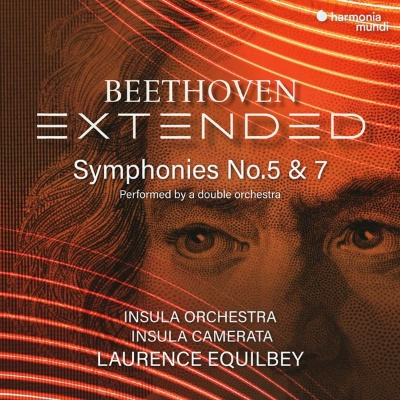 harmonia
mundi
BEETHOVEN
EXTENDED
Symphonies No.5 & 7
Performed by a double orchestra
INSULA ORCHESTRA
INSULA CAMERATA
LAURENCE EQUILBEY